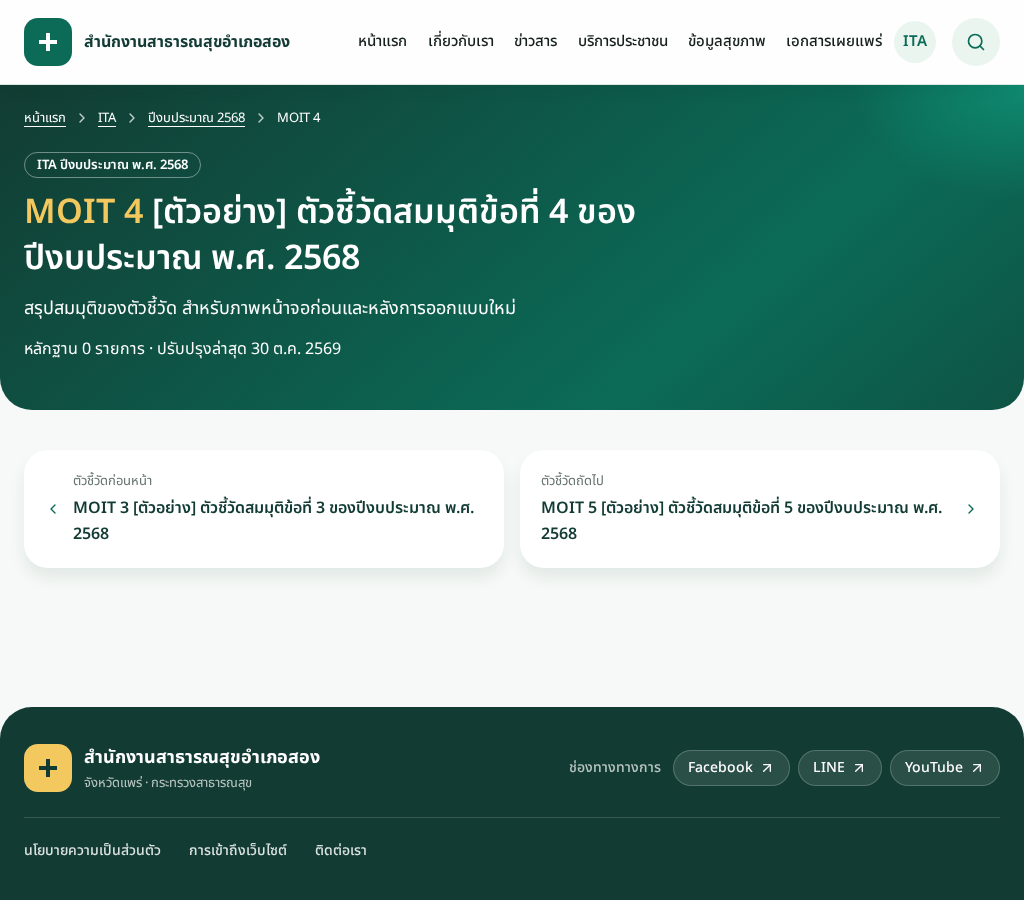 สำนักงานสาธารณสุขอำเภอสอง
หน้าแรก
เกี่ยวกับเรา
ข่าวสาร
บริการประชาชน
ข้อมูลสุขภาพ
เอกสารเผยแพร่
ITA
หน้าแรก
ITA
ปีงบประมาณ 2568
MOIT 4
ITA ปีงบประมาณ พ.ศ. 2568
MOIT 4 [ตัวอย่าง] ตัวชี้วัดสมมุติข้อที่ 4 ของ
ปีงบประมาณ พ.ศ. 2568
สรุปสมมุติของตัวชี้วัด สำหรับภาพหน้าจอก่อนและหลังการออกแบบใหม่
หลักฐาน 0 รายการ · ปรับปรุงล่าสุด 30 ต.ค. 2569
ตัวชี้วัดก่อนหน้า
MOIT 3 [ตัวอย่าง] ตัวชี้วัดสมมุติข้อที่ 3 ของปีงบประมาณ พ.ศ.
2568
ตัวชี้วัดถัดไป
MOIT 5 [ตัวอย่าง] ตัวชี้วัดสมมุติข้อที่ 5 ของปีงบประมาณ พ.ศ.
2568
สำนักงานสาธารณสุขอำเภอสอง
จังหวัดแพร่ · กระทรวงสาธารณสุข
ช่องทางทางการ
Facebook
LINE
YouTube
นโยบายความเป็นส่วนตัว
การเข้าถึงเว็บไซต์
ติดต่อเรา